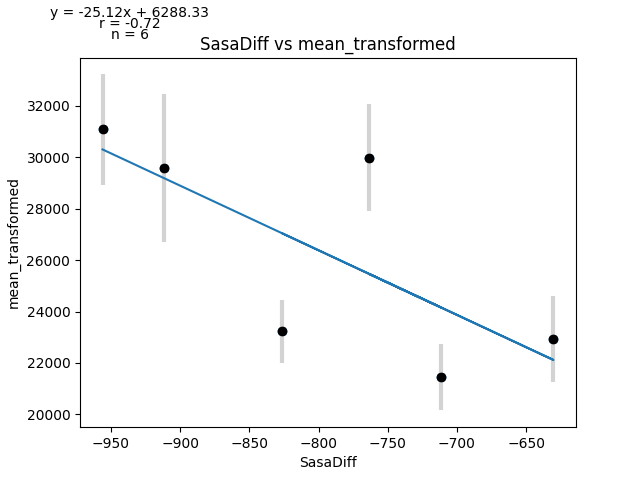 y = -25.12x + 6288.33
r = -0.72
n = 6
SasaDiff vs mean_transformed
32000
30000
28000
26000
24000
22000
20000
mean_transformed
−950
−900
−850
−800
−750
−700
−650
SasaDiff